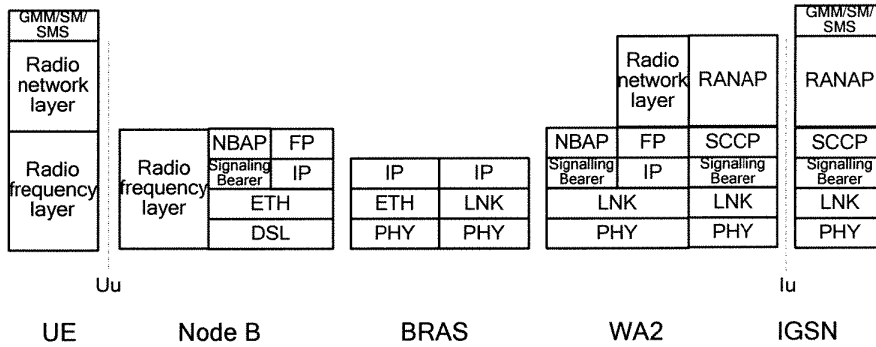 GMM/SM/
SMS
Radio
network
layer
Radio
frequency
layer
Uu
UE
Radio
frequency
layer
NBAP
FP
Signaling
Bearer
IP
ETH
DSL
Node B
IP
IP
ETH
LNK
PHY
PHY
BRAS
Radio
network
layer
RANAP
NBAP
FP
SCCP
Signalling
Bearer
IP
Signalling
Bearer
LNK
LNK
PHY
PHY
WA2
Iu
GMM/SM/
SMS
RANAP
SCCP
Signalling
Bearer
LNK
PHY
IGSN